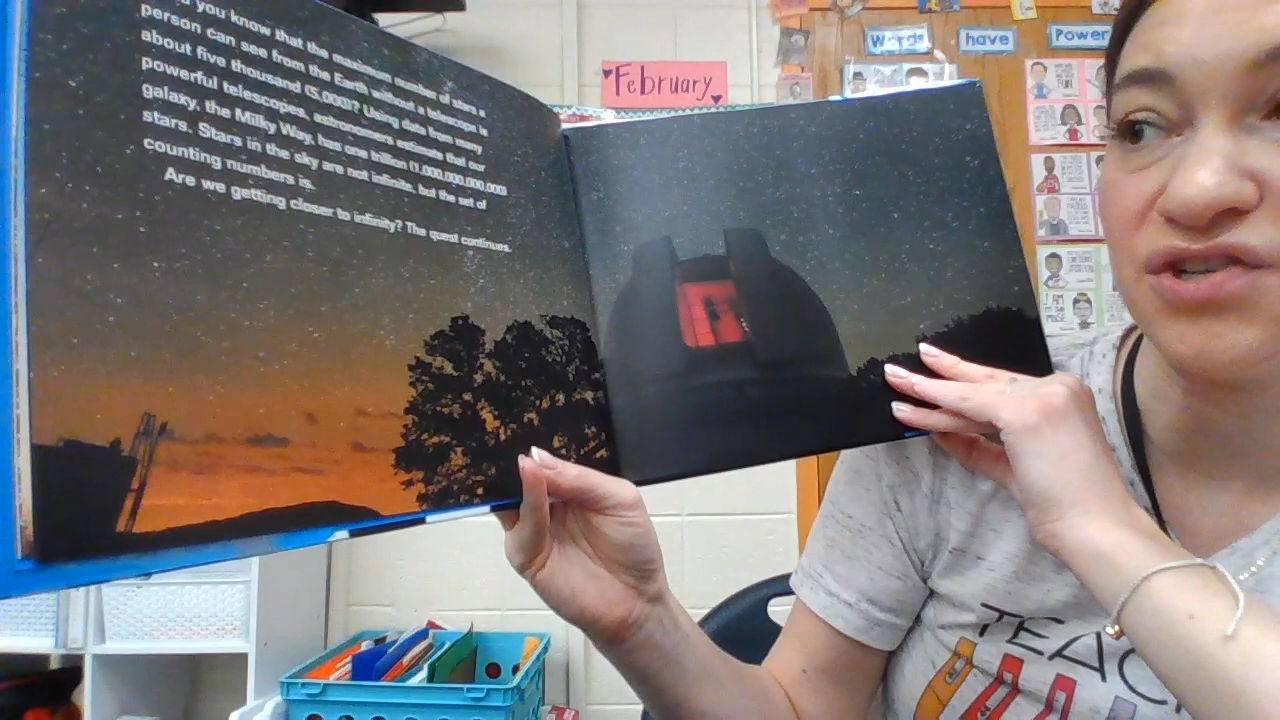 you know that the maximum number of stars a
person can see from the Earth without a telescope is
about five thousand (5,000)? Using data from many
powerful telescopes, astronomers estimate that our
galaxy, the Milky Way, has one trillion (1,000,000,000,000)
stars. Stars in the sky are not infinite, but the set of
counting numbers is.
Are we getting closer to infinity? The quest continues.
February
Words have Power
TEAC